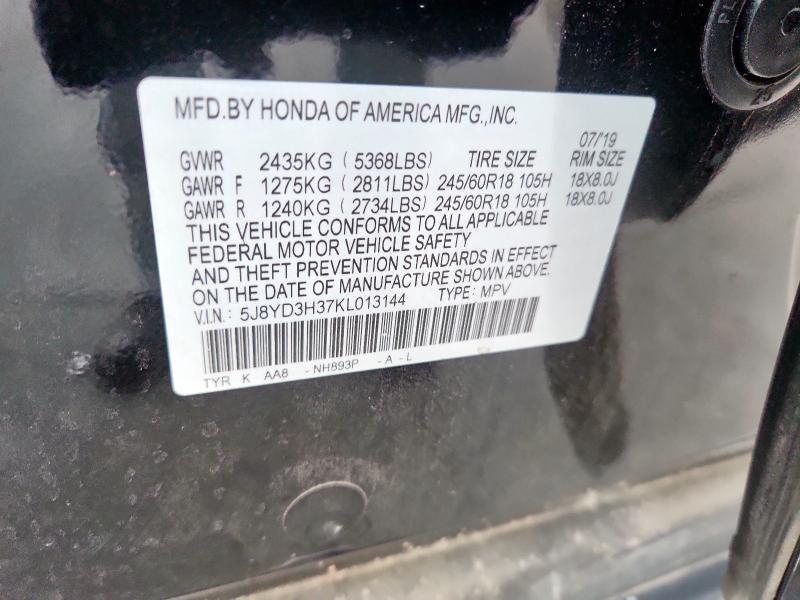 MFD.BY HONDA OF AMERICA MFG.,INC.
07/'19
GVWR 2435KG ( 5368LBS) TIRE SIZE RIM SIZE
GAWR F 1275KG ( 2811LBS) 245/60R18 105H 18X8.0J
GAWR R 1240KG ( 2734LBS) 245/60R18 105H 18X8.0J
THIS VEHICLE CONFORMS TO ALL APPLICABLE
FEDERAL MOTOR VEHICLE SAFETY
AND THEFT PREVENTION STANDARDS IN EFFECT
ON THE DATE OF MANUFACTURE SHOWN ABOVE.
V.I.N.: 5J8YD3H37KL013144 TYPE: MPV
TYR K AA8 -NH893P -A-L